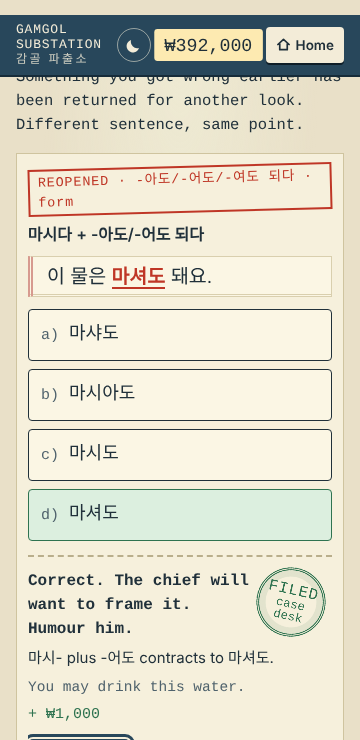 GAMGOL
SUBSTATION
감골 파출소
₩392,000
Home
Something you got wrong earlier has
been returned for another look.
Different sentence, same point.
REOPENED · -아도/-어도/-여도 되다 ·
form
마시다 + -아도/-어도 되다
이 물은 마셔도 돼요.
a) 마샤도
b) 마시아도
c) 마시도
d) 마셔도
Correct. The chief will
want to frame it.
Humour him.
FILED
case
desk
마시- plus -어도 contracts to 마셔도.
You may drink this water.
+ ₩1,000